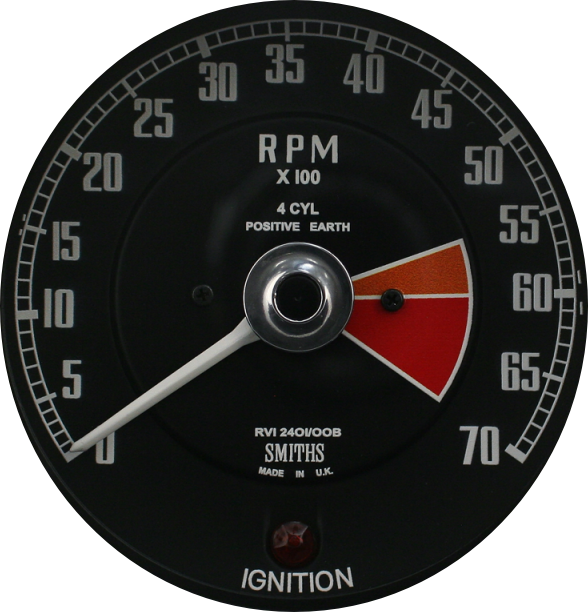 0
5
10
15
20
25
30
35
40
45
50
55
60
65
70
RPM
X 100
4 CYL
POSITIVE EARTH
RVI 2401/00B
SMITHS
MADE IN U.K.
IGNITION